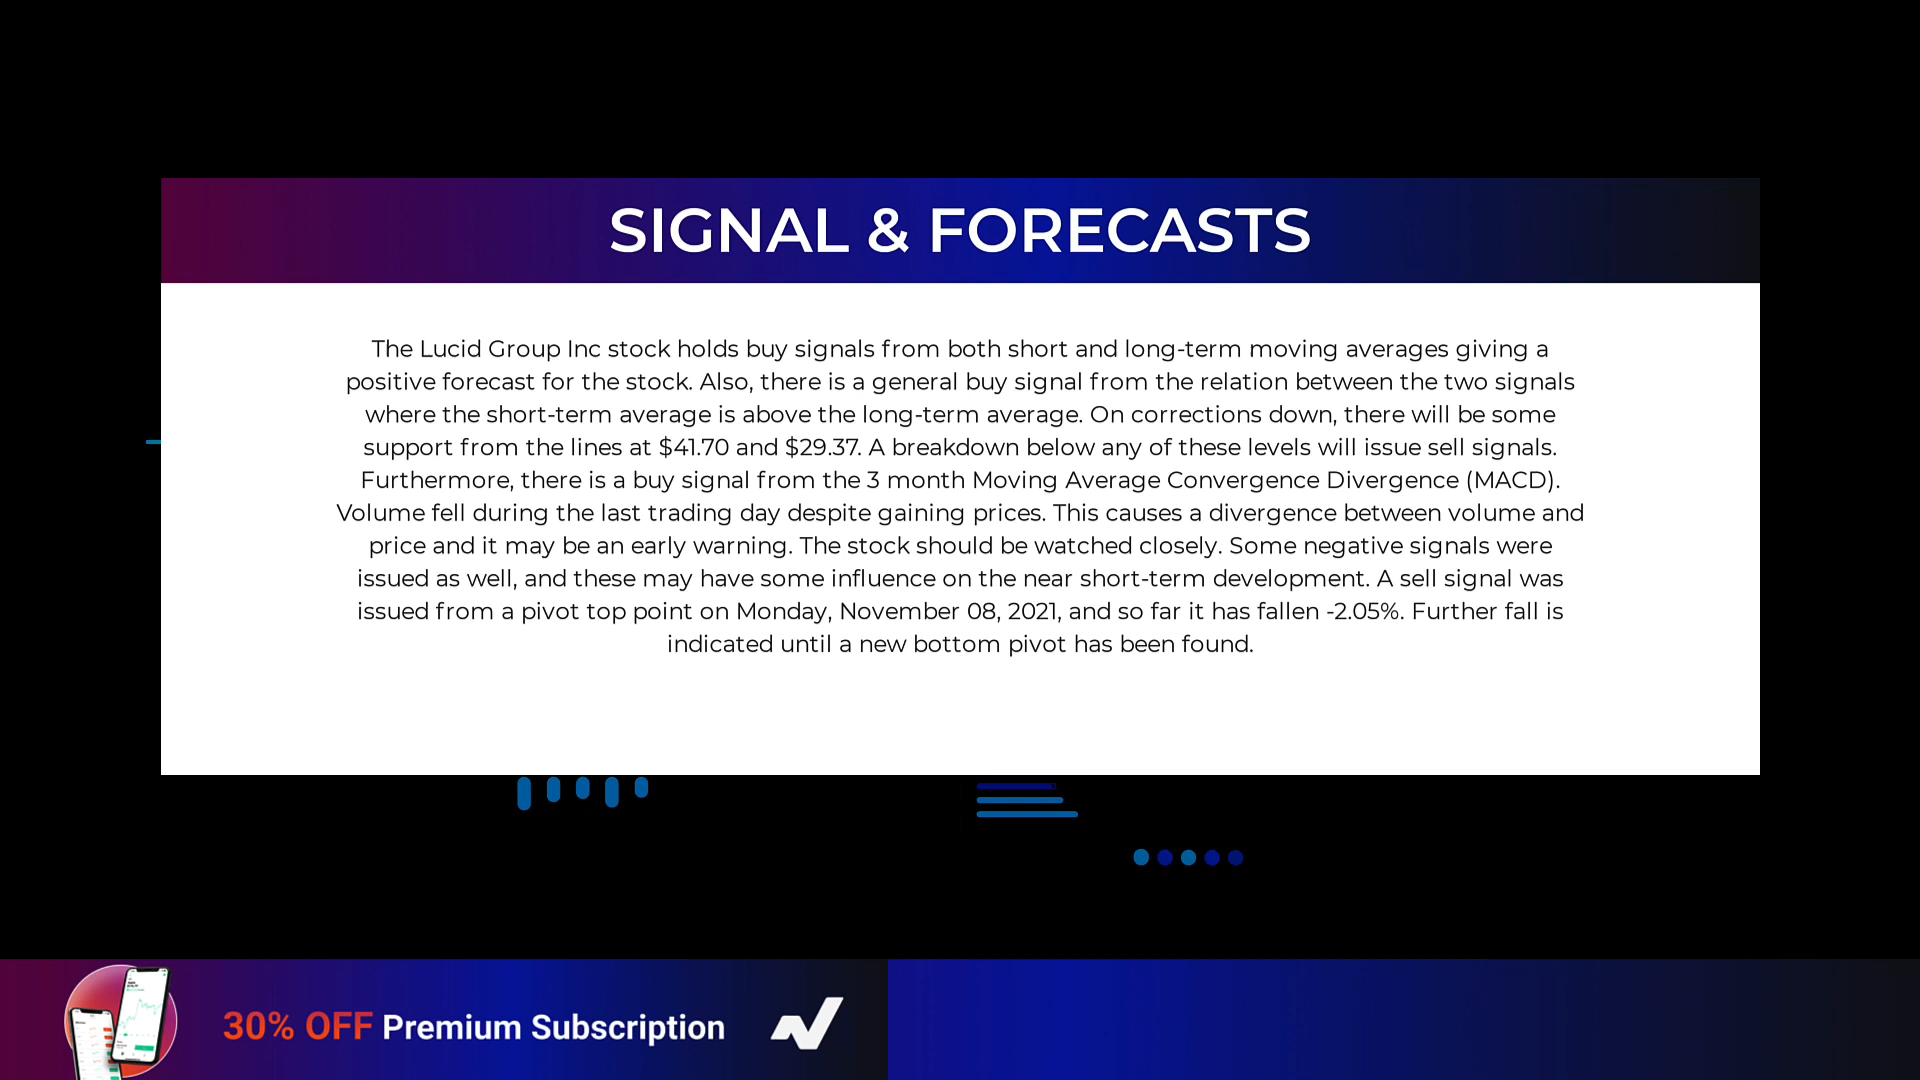 SIGNAL & FORECASTS
The Lucid Group Inc stock holds buy signals from both short and long-term moving averages giving a
positive forecast for the stock. Also, there is a general buy signal from the relation between the two signals
where the short-term average is above the long-term average. On corrections down, there will be some
support from the lines at $41.70 and $29.37. A breakdown below any of these levels will issue sell signals.
Furthermore, there is a buy signal from the 3 month Moving Average Convergence Divergence (MACD).
Volume fell during the last trading day despite gaining prices. This causes a divergence between volume and
price and it may be an early warning. The stock should be watched closely. Some negative signals were
issued as well, and these may have some influence on the near short-term development. A sell signal was
issued from a pivot top point on Monday, November 08, 2021, and so far it has fallen -2.05%. Further fall is
indicated until a new bottom pivot has been found.
30% OFF Premium Subscription